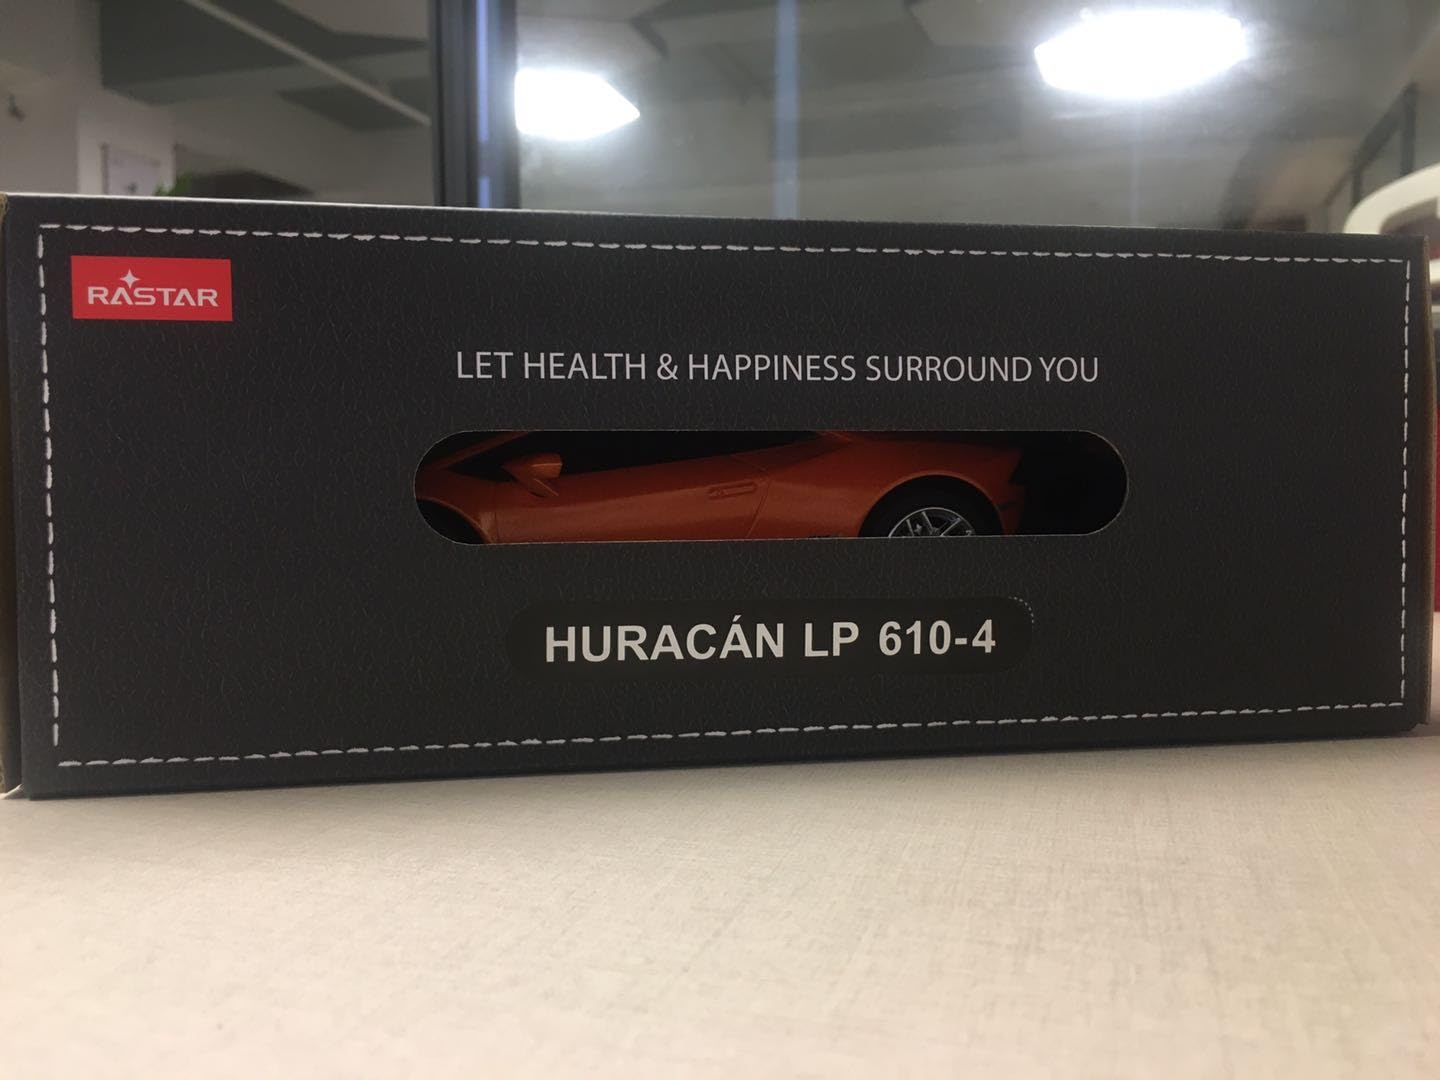 RASTAR
LET HEALTH & HAPPINESS SURROUND YOU
HURACÁN LP 610-4